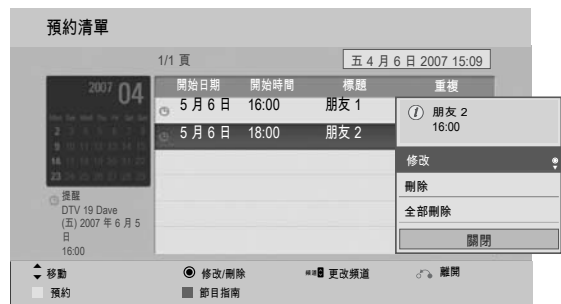 預約清單
1/1 頁
五 4 月 6 日 2007 15:09
2007 04
開始日期 開始時間 標題 重複
5 月 6 日 16:00 朋友 1
5 月 6 日 18:00 朋友 2
朋友 2
16:00
修改
刪除
全部刪除
關閉
2
9
16
23
提醒
DTV 19 Dave
(五) 2007 年 6 月 5
日
16:00
移動 修改/刪除 更改頻道 離開
預約 節目指南